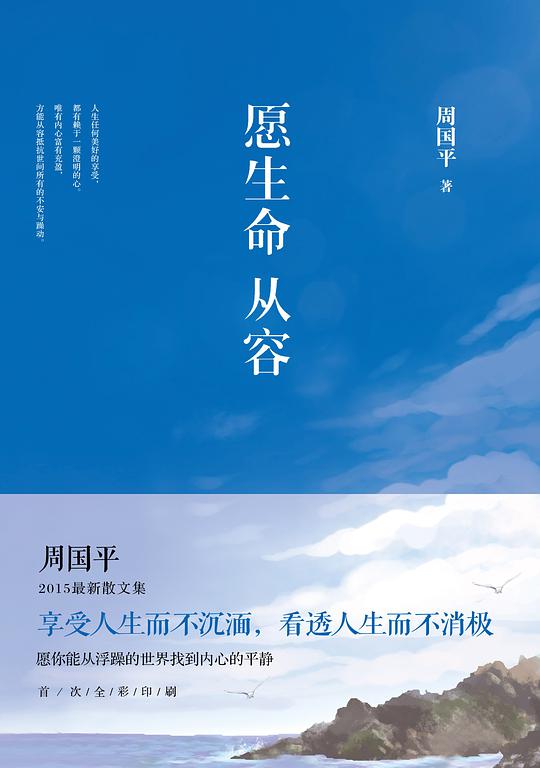 周国平 著
愿生命 从容
人生任何美好的享受，
都有赖于一颗澄明的心。
唯有内心富有充盈，
方能从容抵抗世间所有的不安与躁动。
周国平
2015最新散文集
享受人生而不沉湎，看透人生而不消极
愿你能从浮躁的世界找到内心的平静
首／次／全／彩／印／刷